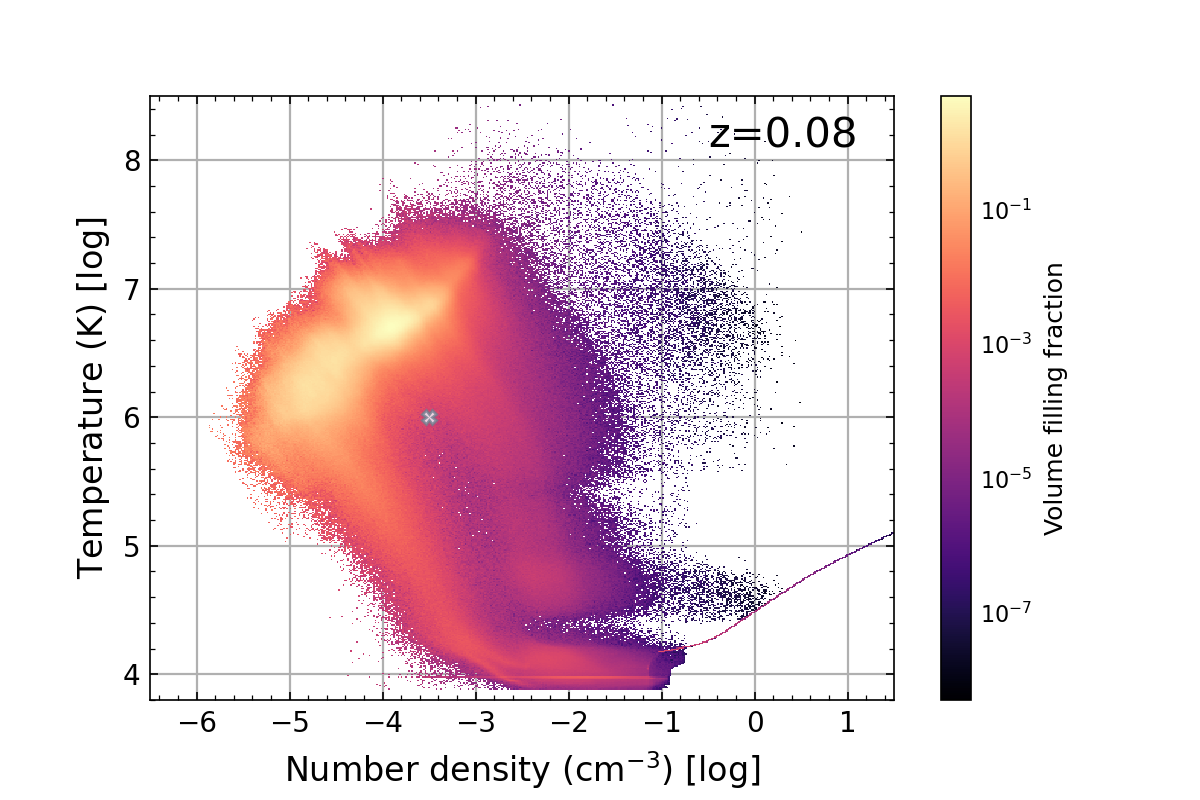 z=0.08
Temperature (K) [log]
8
7
6
5
4
−6 −5 −4 −3 −2 −1 0 1
Number density (cm⁻³) [log]
10⁻¹
10⁻³
10⁻⁵
10⁻⁷
Volume filling fraction